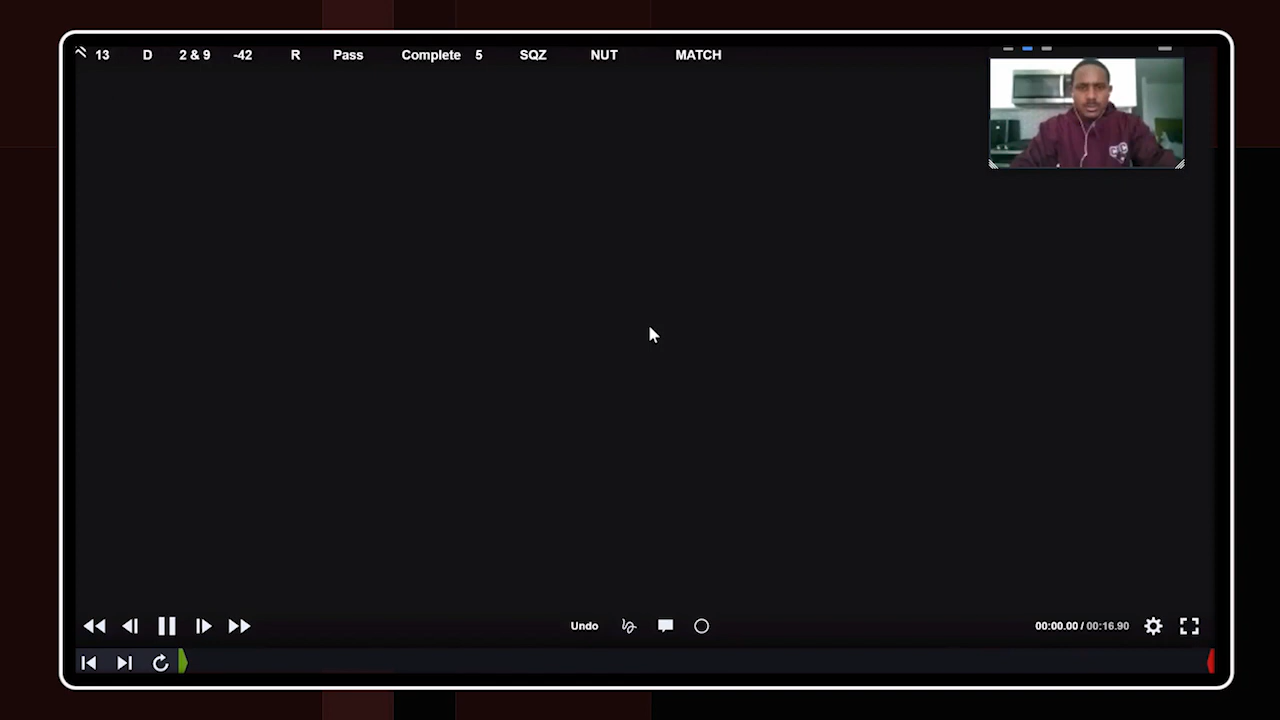 13 D 2 & 9 -42 R Pass Complete 5 SQZ NUT MATCH
Undo
00:00.00 / 00:16.90